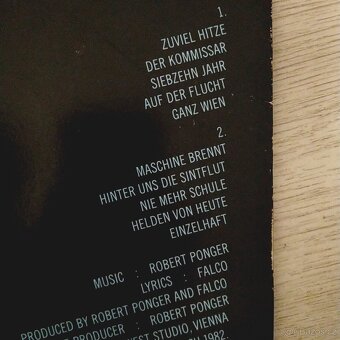 1.
ZUVIEL HITZE
DER KOMMISSAR
SIEBZEHN JAHR
AUF DER FLUCHT
GANZ WIEN
2.
MASCHINE BRENNT
HINTER UNS DIE SINTFLUT
NIE MEHR SCHULE
HELDEN VON HEUTE
EINZELHAFT
MUSIC : ROBERT PONGER
LYRICS : FALCO
PRODUCED BY ROBERT PONGER AND FALCO
PRODUCER : ROBERT PONGER
STUDIO, VIENNA
1982.